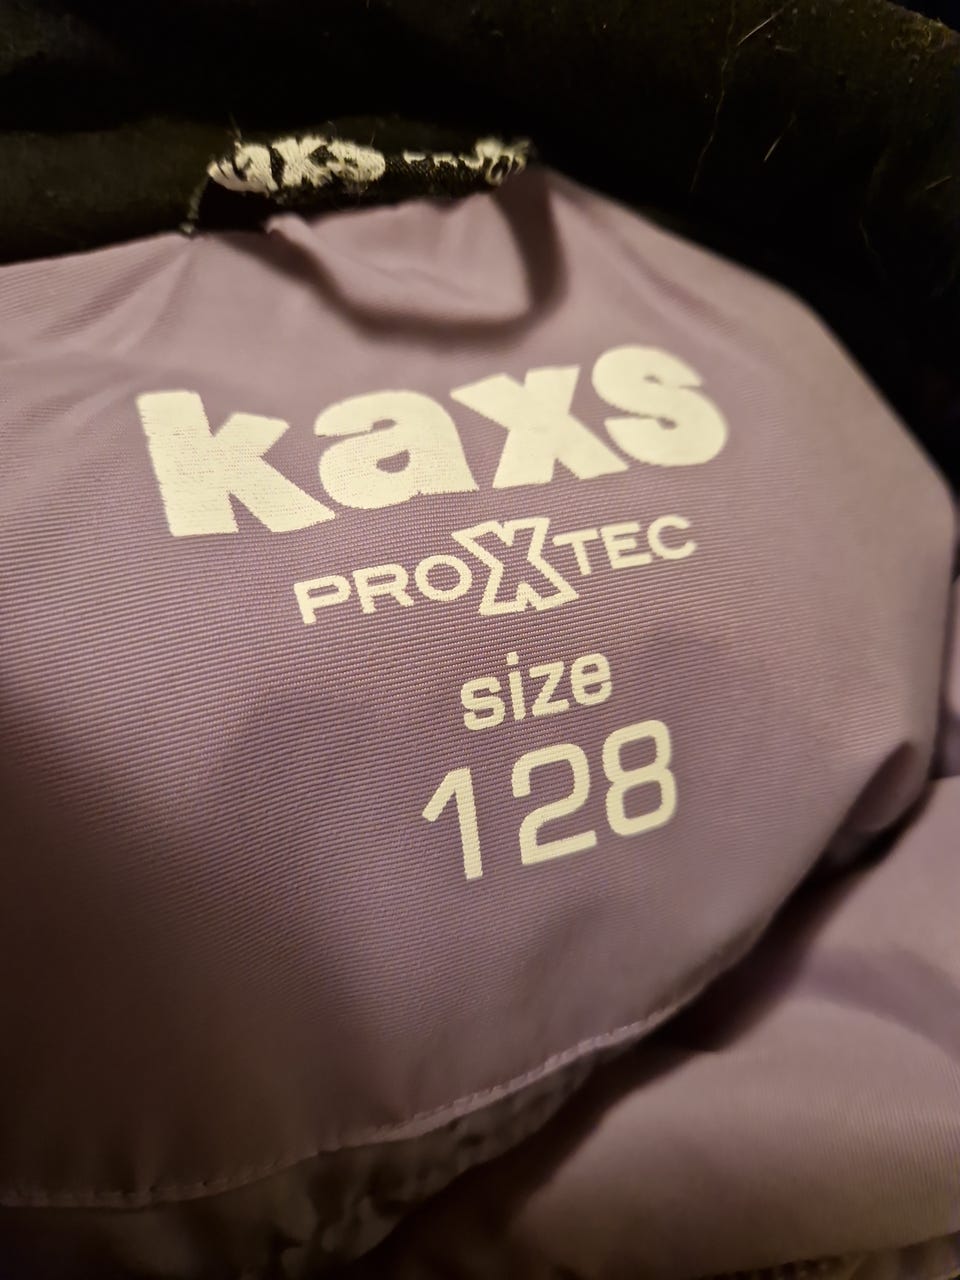 kaxs
PROXTEC
size
128